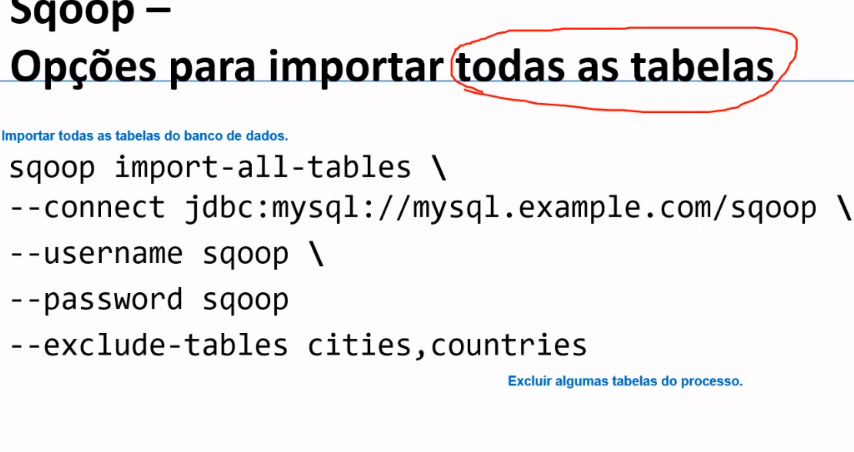 Sqoop –
Opções para importar todas as tabelas
Importar todas as tabelas do banco de dados.
sqoop import-all-tables \
--connect jdbc:mysql://mysql.example.com/sqoop \
--username sqoop \
--password sqoop
--exclude-tables cities,countries
Excluir algumas tabelas do processo.